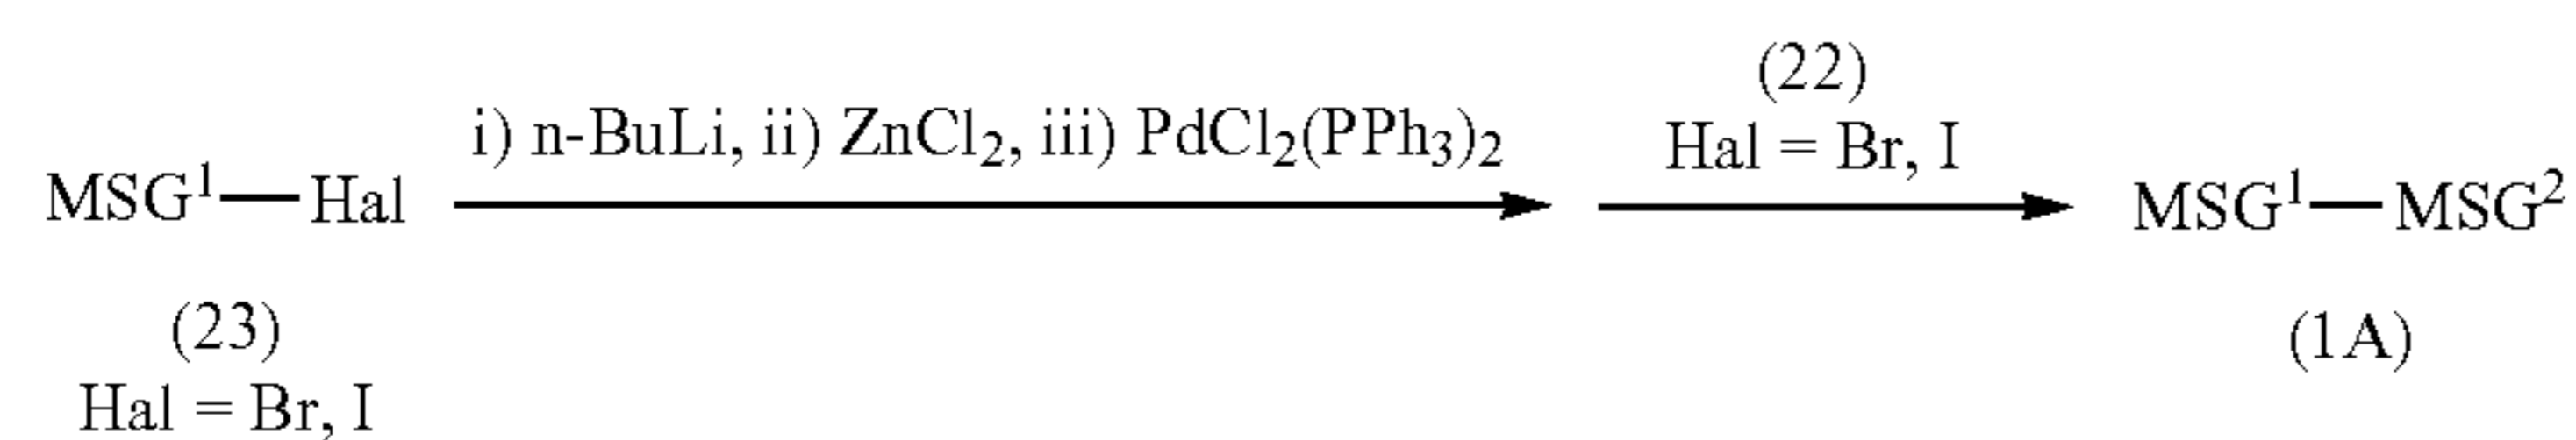 (22)
i) n-BuLi, ii) ZnCl₂, iii) PdCl₂(PPh₃)₂ Hal = Br, I
MSG¹—Hal MSG¹—MSG²
(23) (1A)
Hal = Br, I